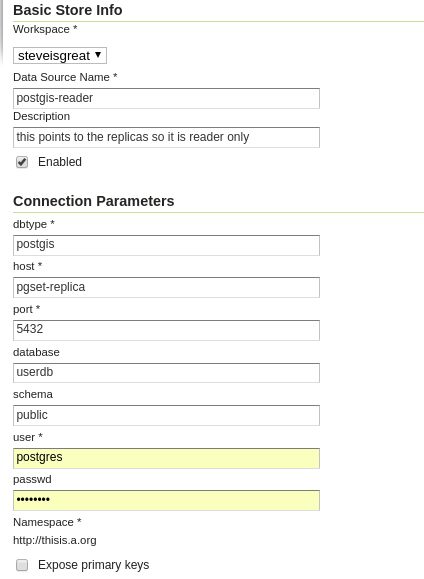 Basic Store Info
Workspace *
steveisgreat
Data Source Name *
postgis-reader
Description
this points to the replicas so it is reader only
Enabled
Connection Parameters
dbtype *
postgis
host *
pgset-replica
port *
5432
database
userdb
schema
public
user *
postgres
passwd
••••••••
Namespace *
http://thisis.a.org
Expose primary keys